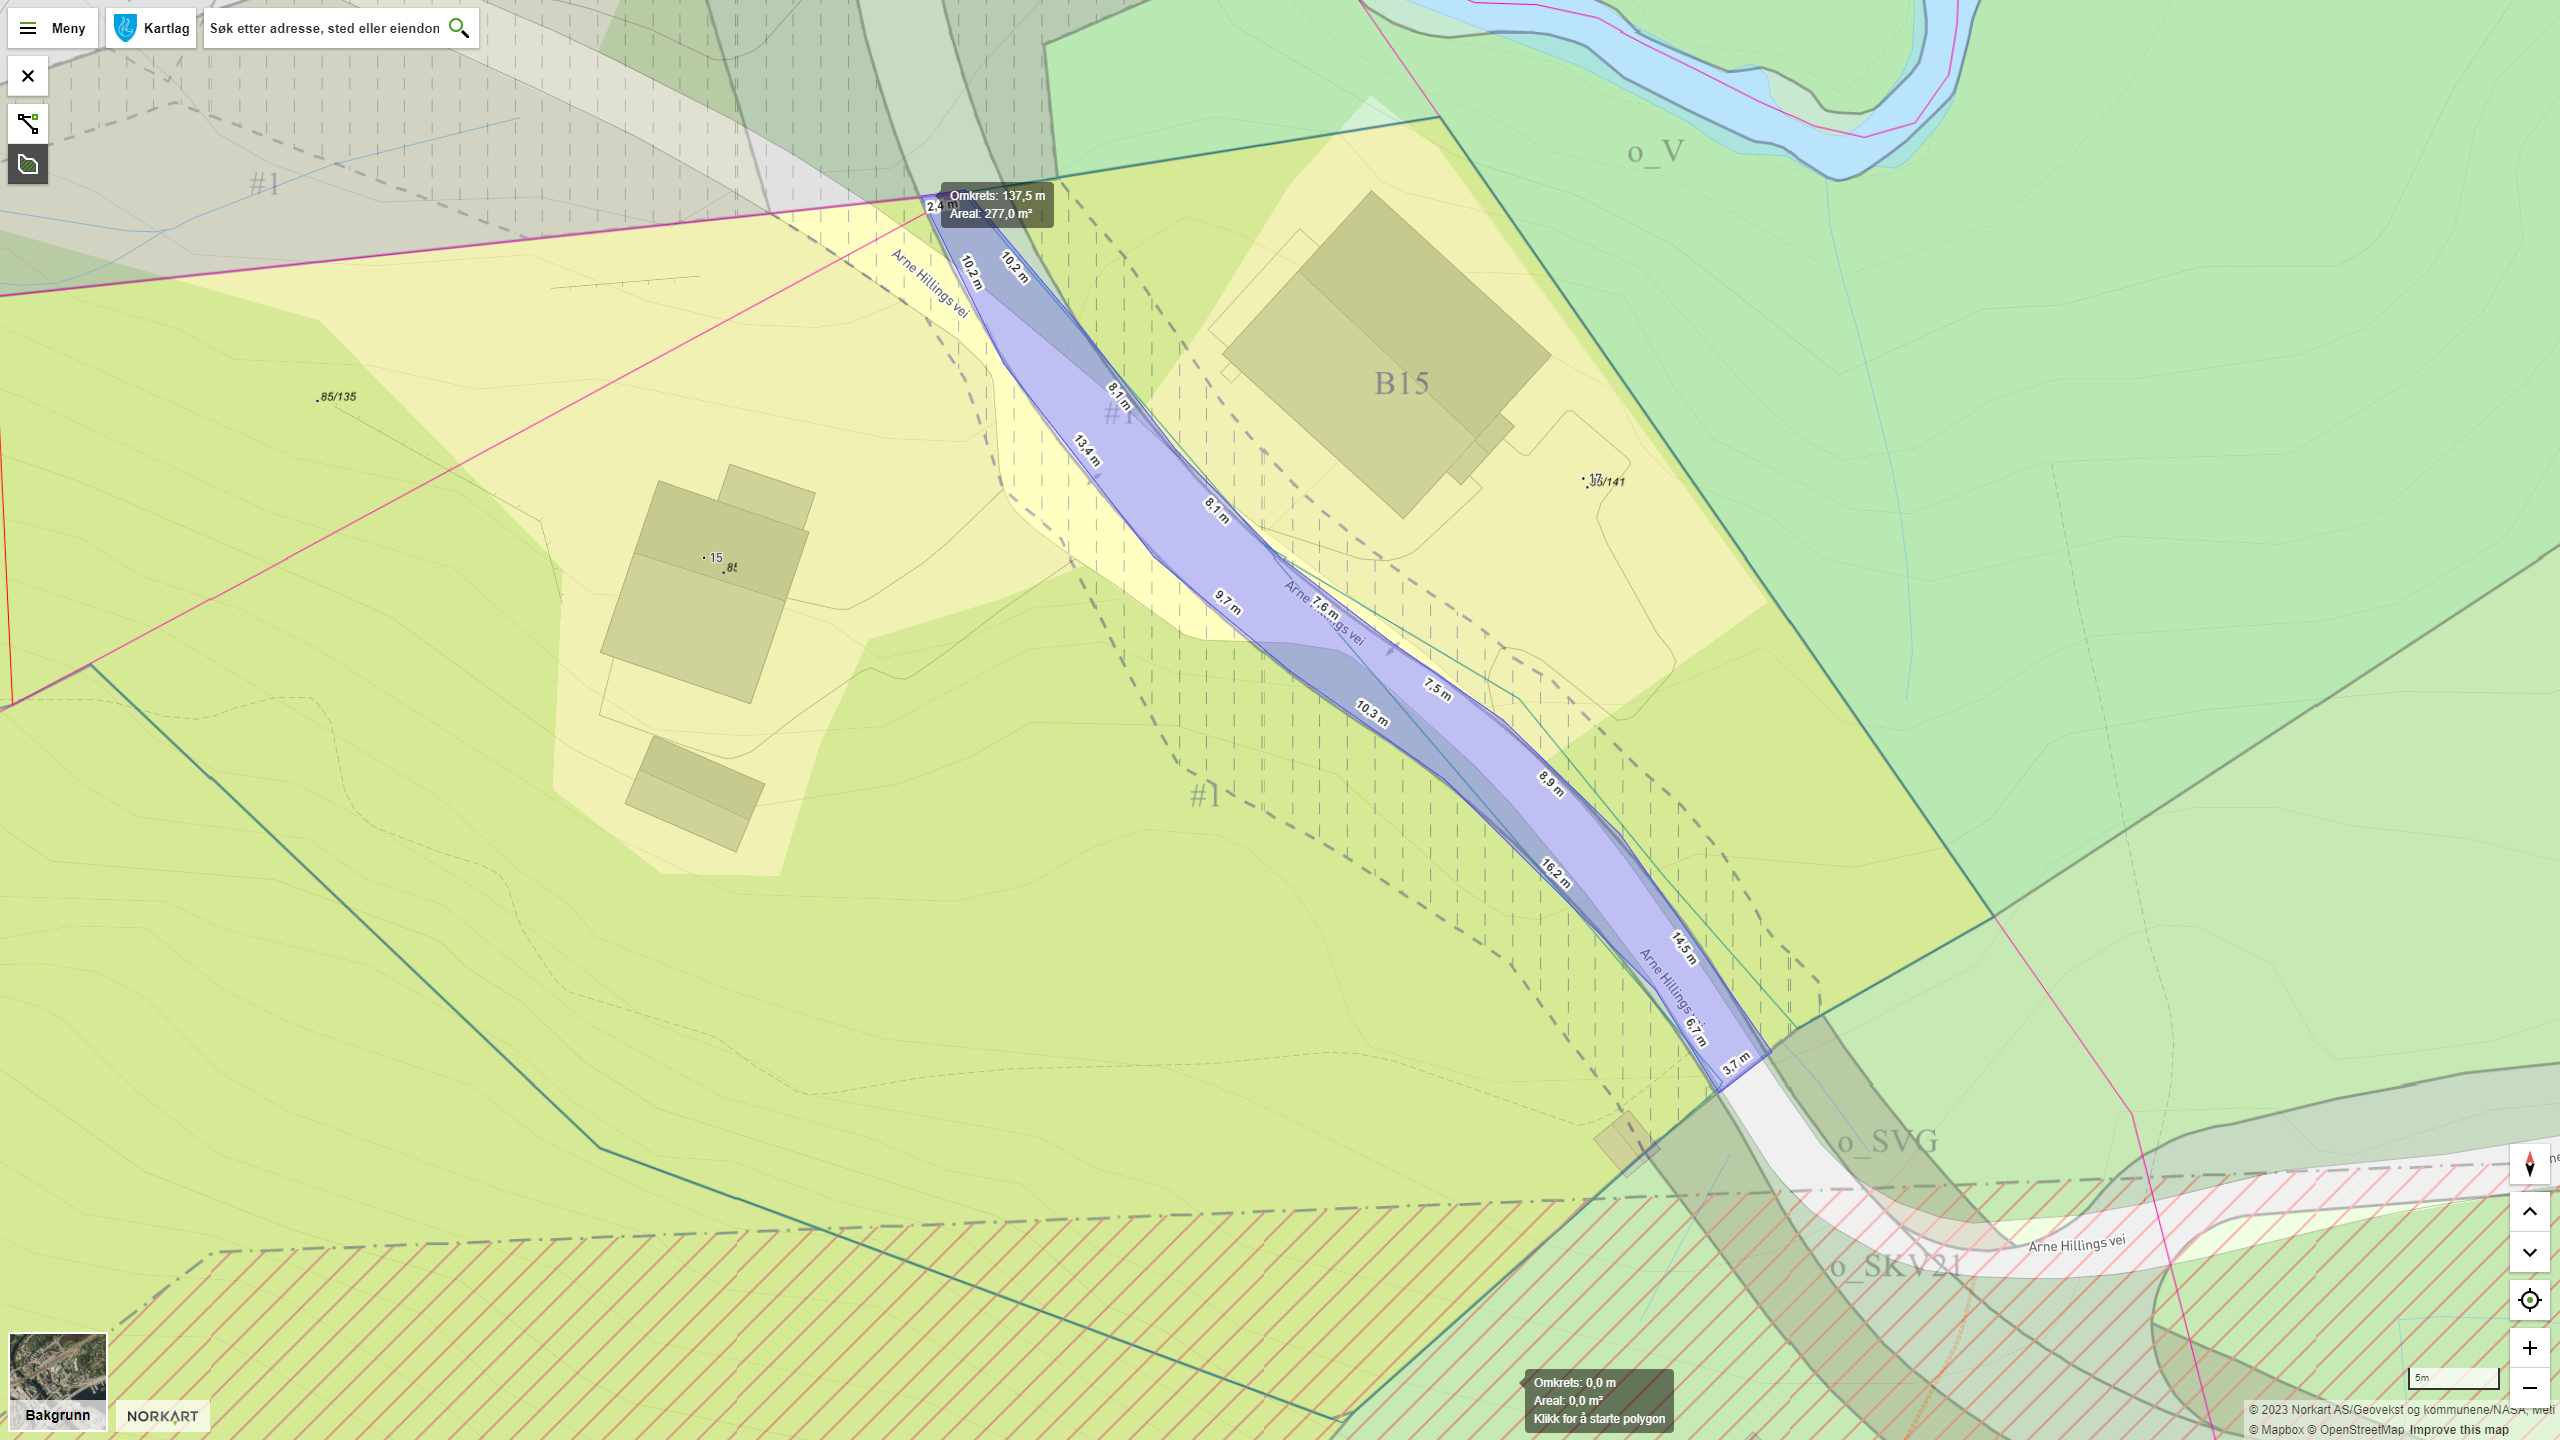 Meny
Kartlag
Søk etter adresse, sted eller eiendom
o_V
#1
Omkrets: 137,5 m
Areal: 277,0 m²
2,4 m
10,2 m
10,2 m
Arne Hillings vei
B15
85/135
8,1 m
#1
13,4 m
17
85/141
8,1 m
15
85
Arne Hillings vei
7,6 m
9,7 m
7,5 m
10,3 m
8,9 m
#1
16,2 m
14,5 m
Arne Hillings vei
6,7 m
3,7 m
o_SVG
Arne Hillings vei
o_SKV21
Omkrets: 0,0 m
Areal: 0,0 m²
Klikk for å starte polygon
5m
Bakgrunn
NORKART
© 2023 Norkart AS/Geovekst og kommunene/NASA, Meti
© Mapbox © OpenStreetMap Improve this map